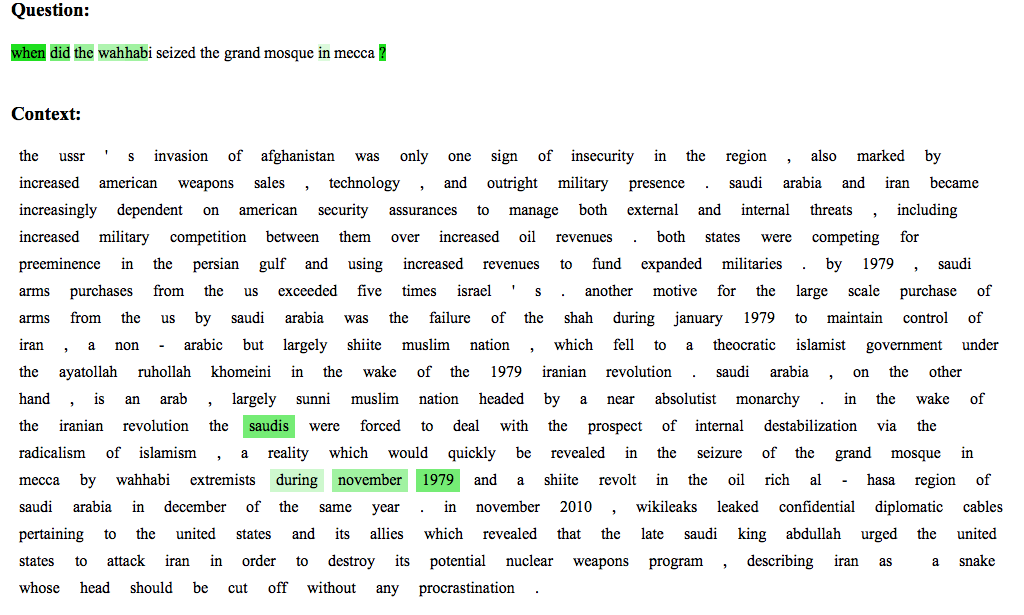 Question:
when did the wahhabi seized the grand mosque in mecca ?
Context:
the ussr ' s invasion of afghanistan was only one sign of insecurity in the region , also marked by
increased american weapons sales , technology , and outright military presence . saudi arabia and iran became
increasingly dependent on american security assurances to manage both external and internal threats , including
increased military competition between them over increased oil revenues . both states were competing for
preeminence in the persian gulf and using increased revenues to fund expanded militaries . by 1979 , saudi
arms purchases from the us exceeded five times israel ' s . another motive for the large scale purchase of
arms from the us by saudi arabia was the failure of the shah during january 1979 to maintain control of
iran , a non - arabic but largely shiite muslim nation , which fell to a theocratic islamist government under
the ayatollah ruhollah khomeini in the wake of the 1979 iranian revolution . saudi arabia , on the other
hand , is an arab , largely sunni muslim nation headed by a near absolutist monarchy . in the wake of
the iranian revolution the saudis were forced to deal with the prospect of internal destabilization via the
radicalism of islamism , a reality which would quickly be revealed in the seizure of the grand mosque in
mecca by wahhabi extremists during november 1979 and a shiite revolt in the oil rich al - hasa region of
saudi arabia in december of the same year . in november 2010 , wikileaks leaked confidential diplomatic cables
pertaining to the united states and its allies which revealed that the late saudi king abdullah urged the united
states to attack iran in order to destroy its potential nuclear weapons program , describing iran as a snake
whose head should be cut off without any procrastination .